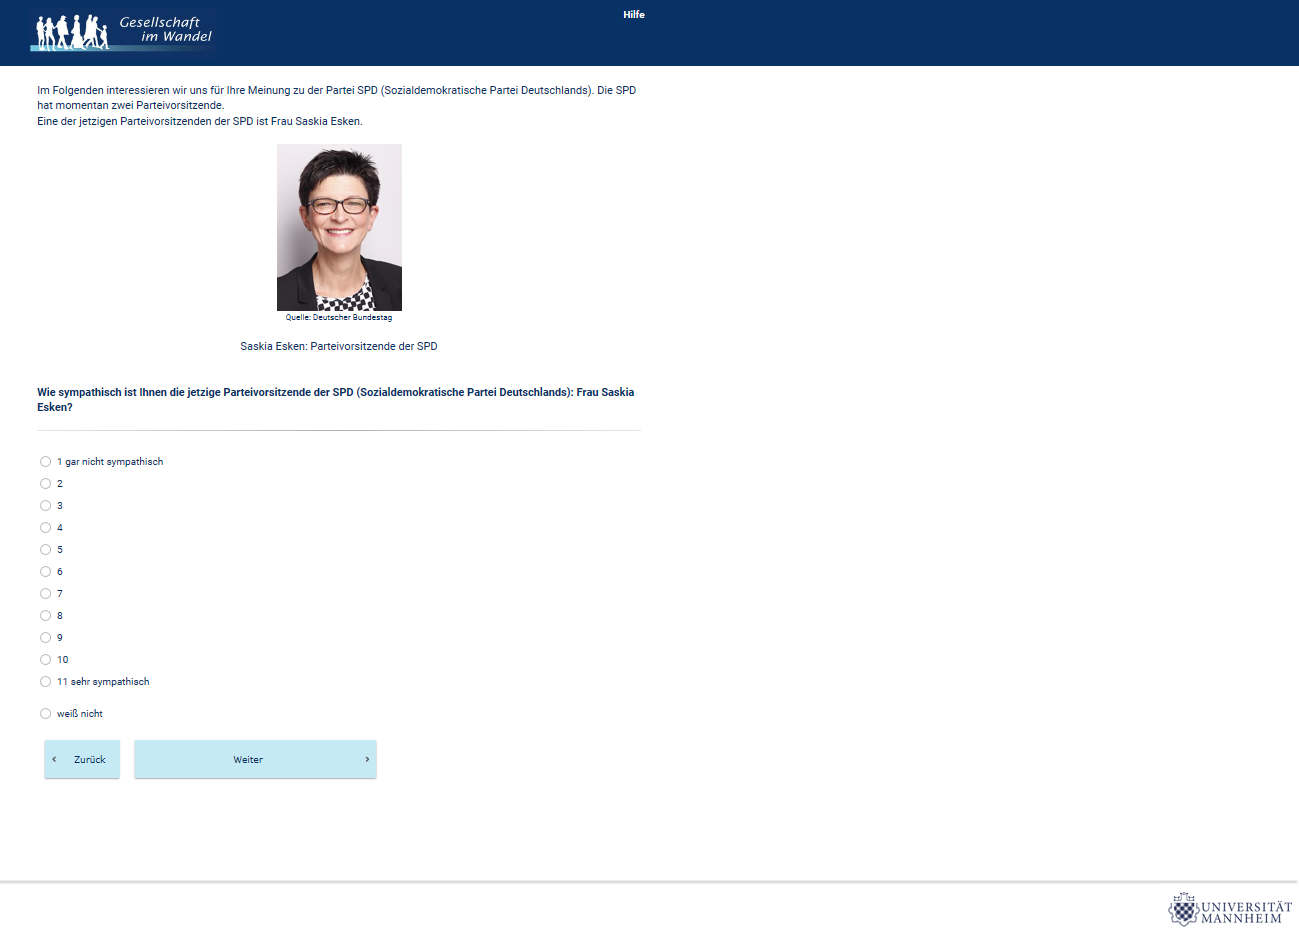 Gesellschaft
im Wandel
Hilfe
Im Folgenden interessieren wir uns für Ihre Meinung zu der Partei SPD (Sozialdemokratische Partei Deutschlands). Die SPD
hat momentan zwei Parteivorsitzende.
Eine der jetzigen Parteivorsitzenden der SPD ist Frau Saskia Esken.
Quelle: Deutscher Bundestag
Saskia Esken: Parteivorsitzende der SPD
Wie sympathisch ist Ihnen die jetzige Parteivorsitzende der SPD (Sozialdemokratische Partei Deutschlands): Frau Saskia
Esken?
1 gar nicht sympathisch
2
3
4
5
6
7
8
9
10
11 sehr sympathisch
weiß nicht
‹ Zurück
Weiter ›
UNIVERSITÄT
MANNHEIM